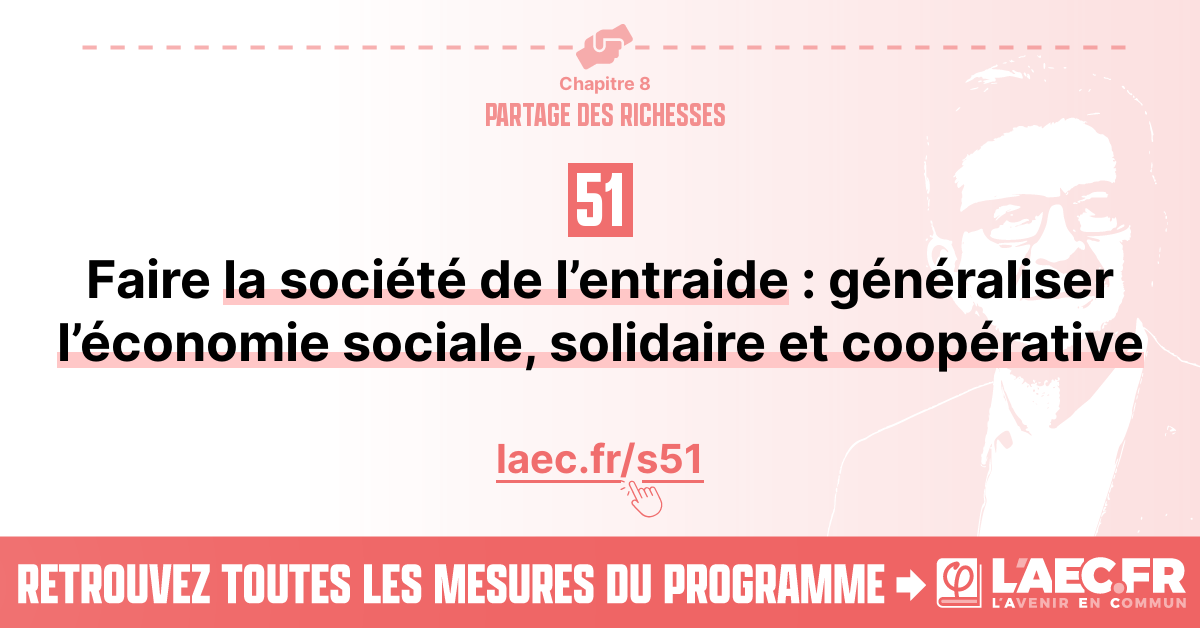 Chapitre 8
PARTAGE DES RICHESSES
51
Faire la société de l’entraide : généraliser
l’économie sociale, solidaire et coopérative
laec.fr/s51
RETROUVEZ TOUTES LES MESURES DU PROGRAMME
φ L'AEC.FR
L'AVENIR EN COMMUN